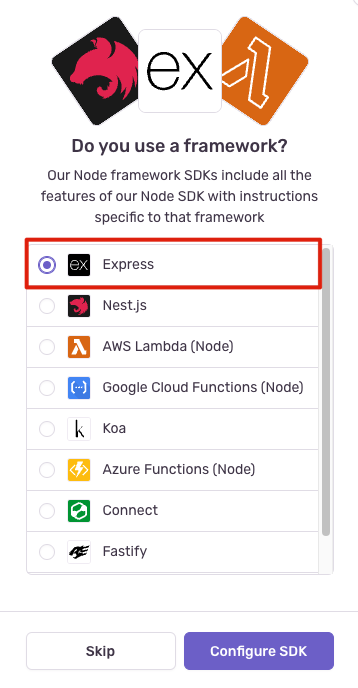 ex
Do you use a framework?
Our Node framework SDKs include all the
features of our Node SDK with instructions
specific to that framework
ex Express
Nest.js
AWS Lambda (Node)
Google Cloud Functions (Node)
k Koa
Azure Functions (Node)
Connect
Fastify
Skip Configure SDK